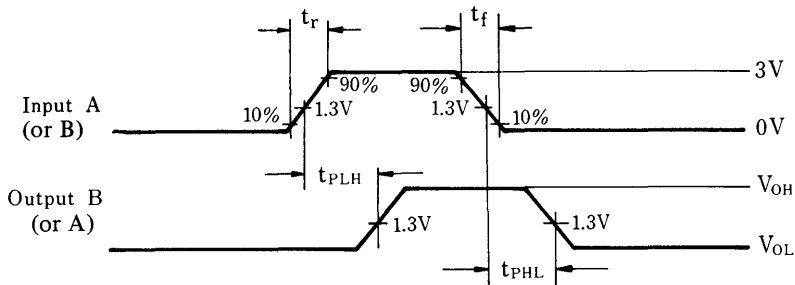 tr tf
3V
90% 90%
Input A 1.3V 1.3V
(or B) 10% 10%
0V
tPLH VOH
Output B
(or A) 1.3V 1.3V
VOL
tPHL